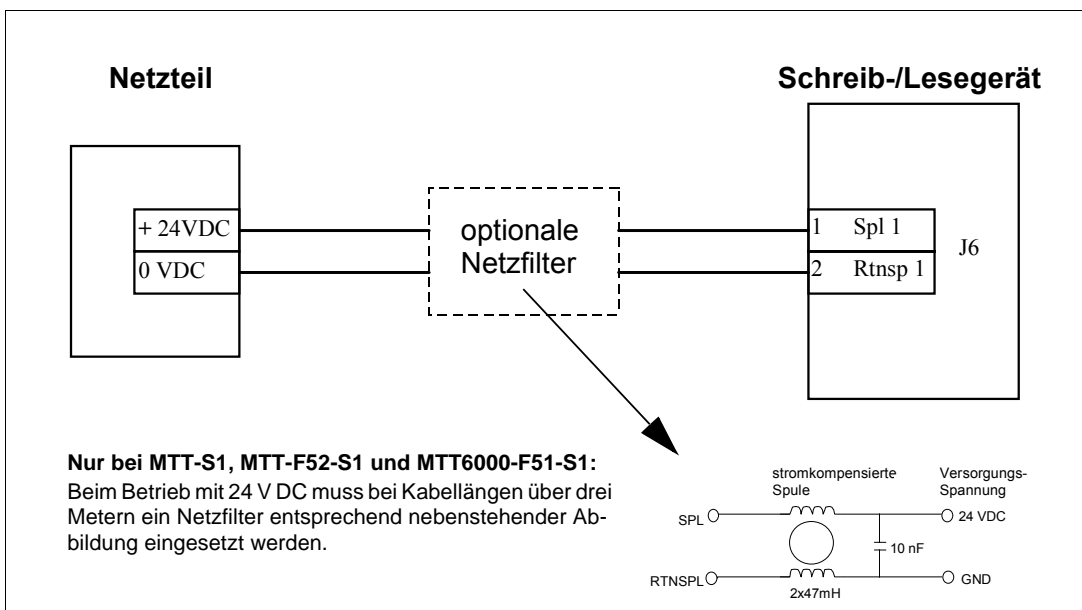 Netzteil
Schreib-/Lesegerät
+ 24VDC
0 VDC
optionale
Netzfilter
1 Spl 1
2 Rtnsp 1
J6
Nur bei MTT-S1, MTT-F52-S1 und MTT6000-F51-S1:
Beim Betrieb mit 24 V DC muss bei Kabellängen über drei
Metern ein Netzfilter entsprechend nebenstehender Ab-
bildung eingesetzt werden.
stromkompensierte
Spule
Versorgungs-
Spannung
SPL
24 VDC
10 nF
RTNSPL
GND
2x47mH